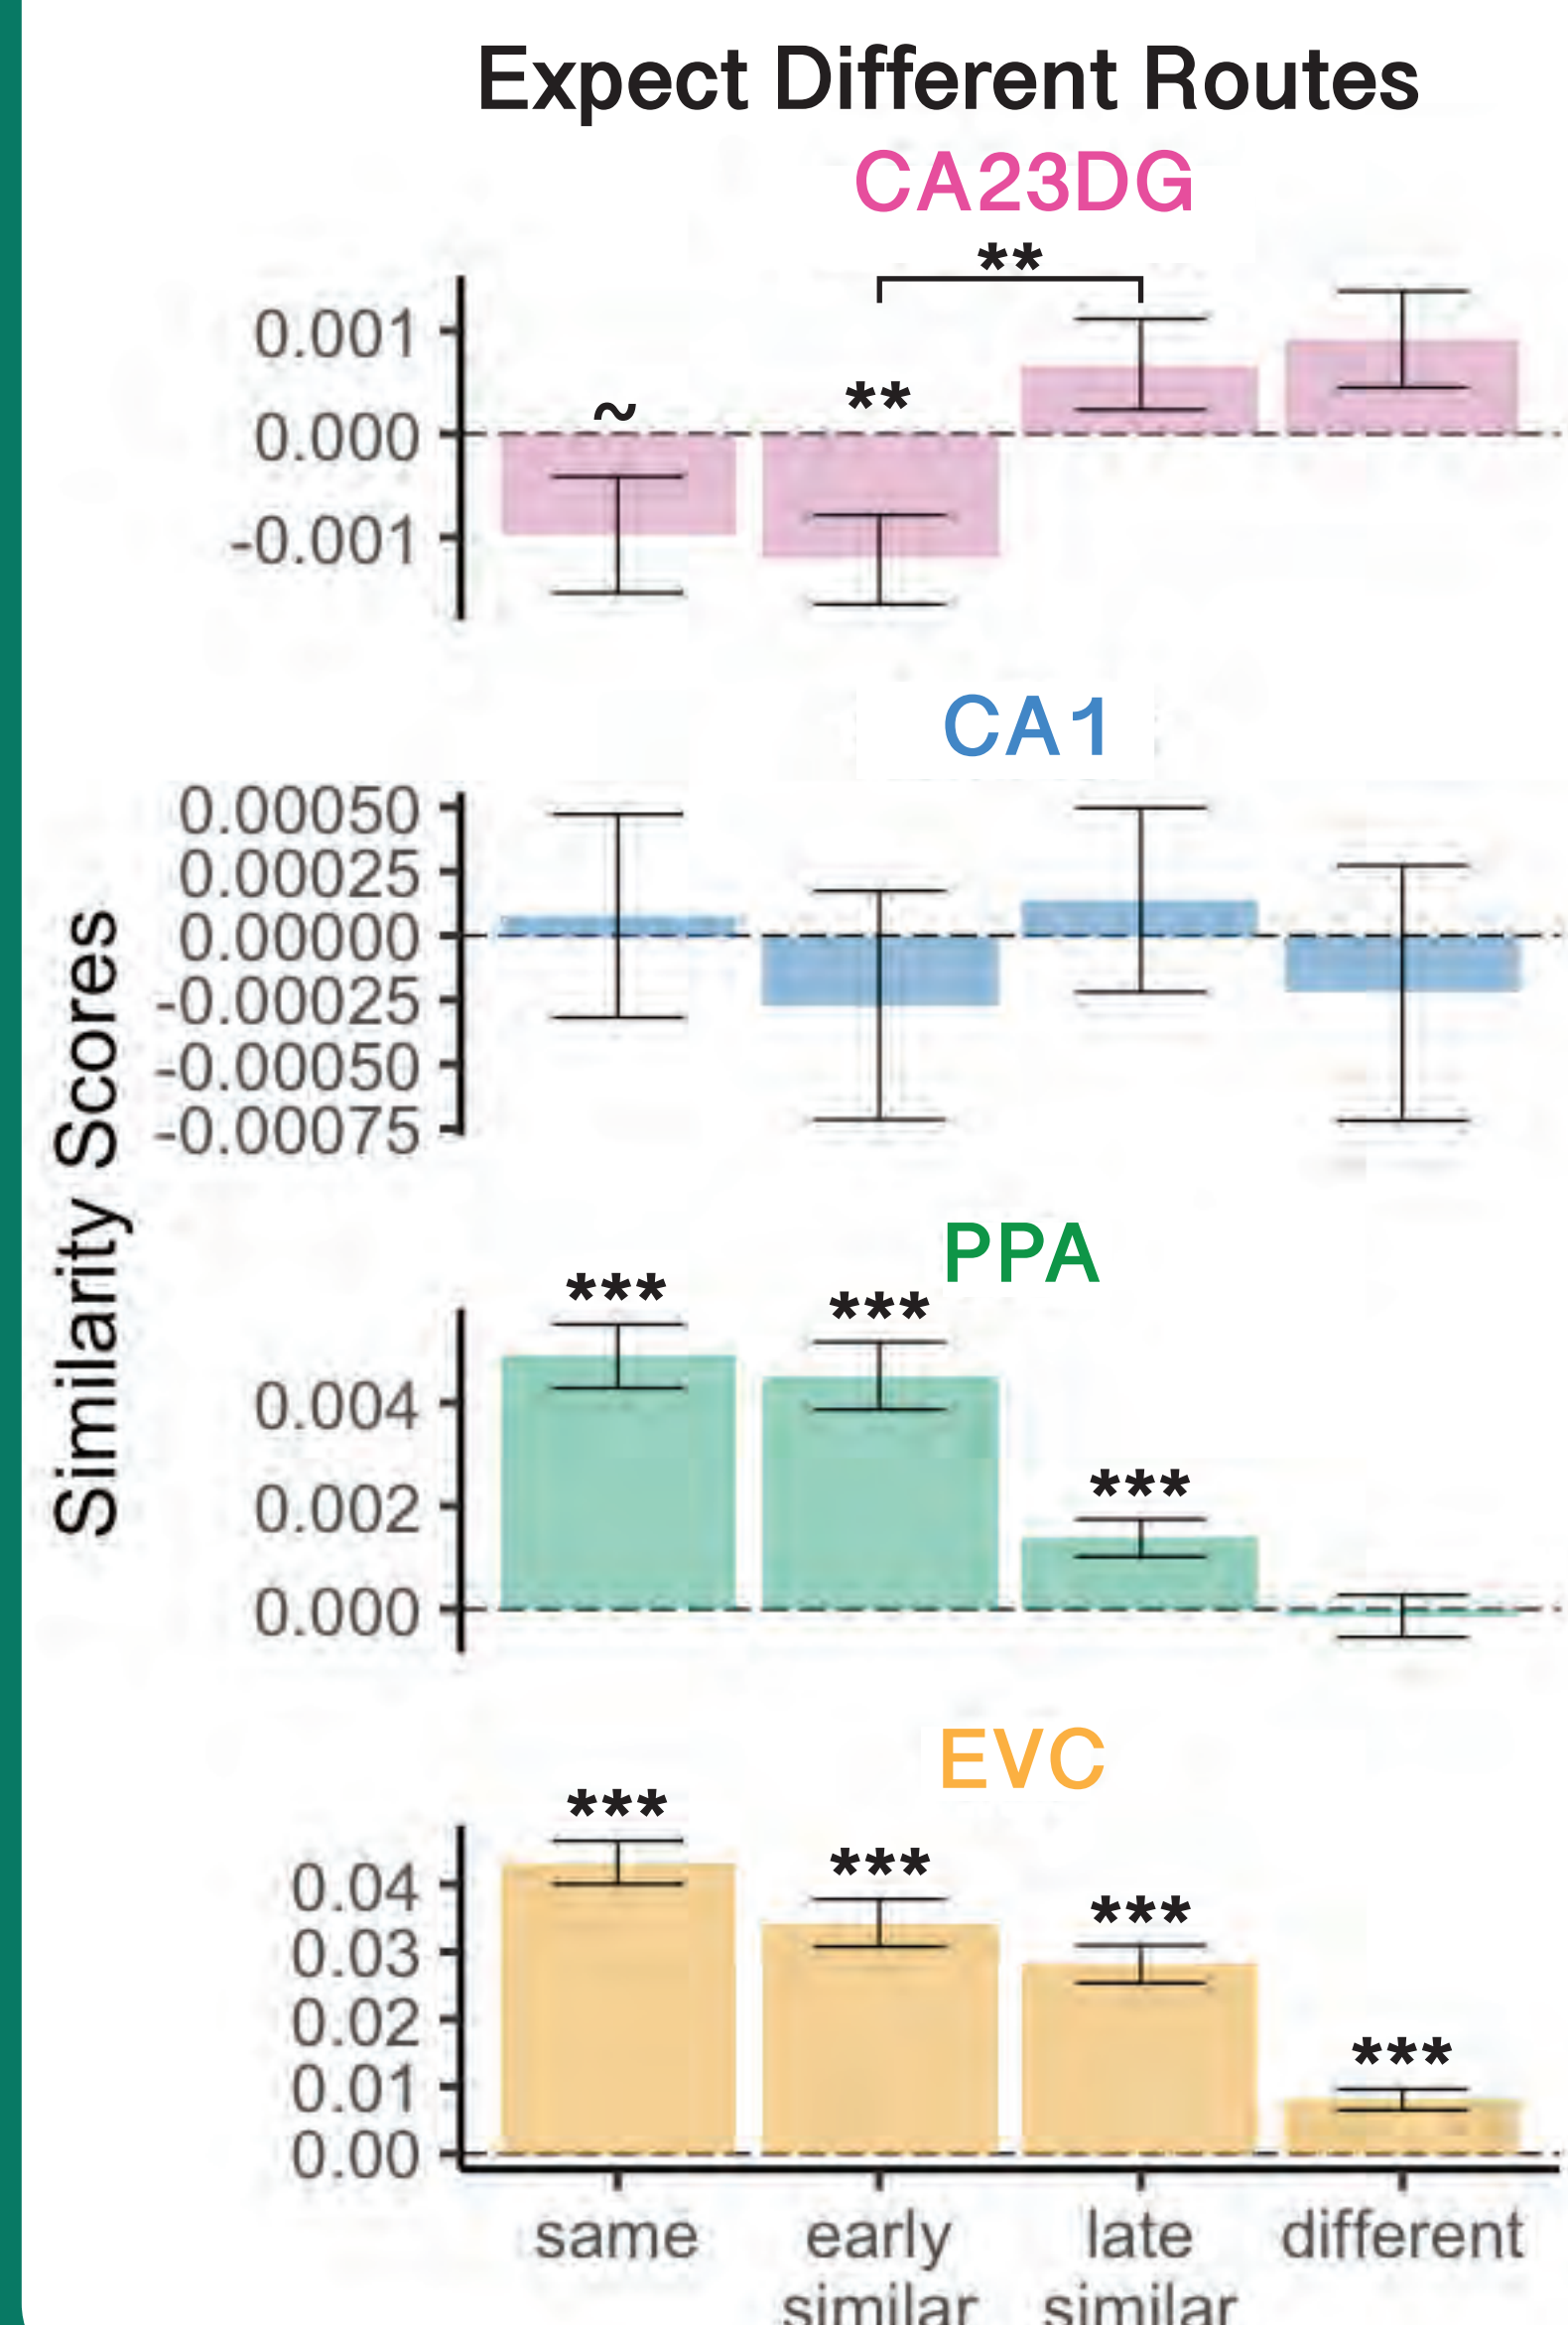 Expect Different Routes
CA23DG
**
0.001
~
**
0.000
-0.001
CA1
0.00050
0.00025
0.00000
-0.00025
-0.00050
-0.00075
Similarity Scores
PPA
***
***
0.004
***
0.002
0.000
EVC
***
***
0.04
***
0.03
0.02
***
0.01
0.00
same
early
similar
late
similar
different